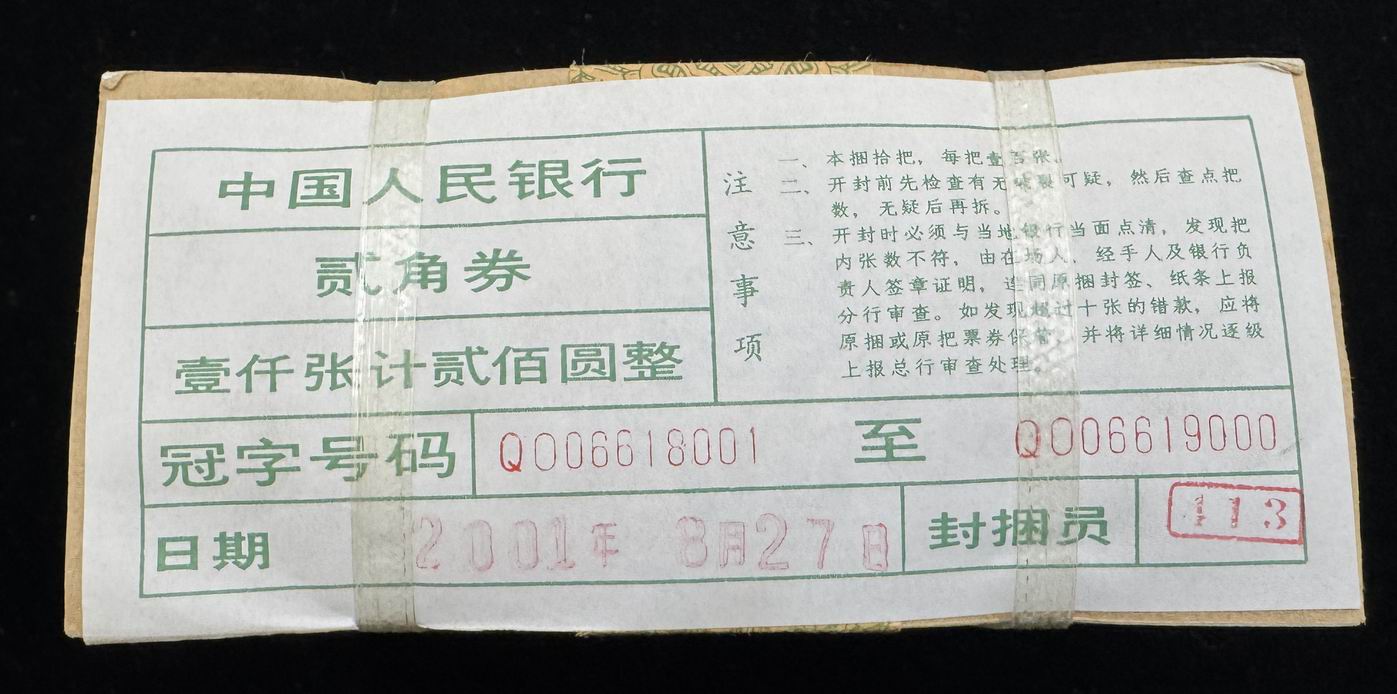 中国人民银行
贰角券
壹仟张计贰佰圆整
注意事项
一、本捆拾把，每把壹百张。
二、开封前先检查有无破裂可疑，然后查点把
数，无疑后再拆。
三、开封时必须与当地银行当面点清，发现把
内张数不符，由在场人、经手人及银行负
责人签章证明，连同原捆封签、纸条上报
分行审查。如发现超过十张的错款，应将
原捆或原把票券保管，并将详细情况逐级
上报总行审查处理。
冠字号码 QO06618001 至 QO06619000
日期 2001年 8月27日 封捆员 113